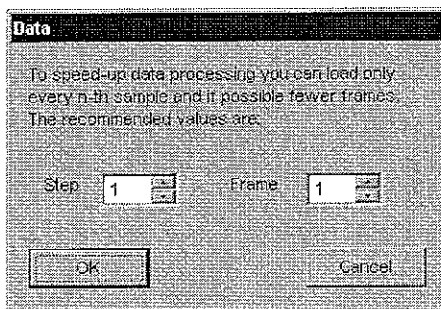 Data
To speed-up data processing you can load only
every n-th sample and if possible fewer frames.
The recommended values are:
Step 1 Frame 1
OK Cancel